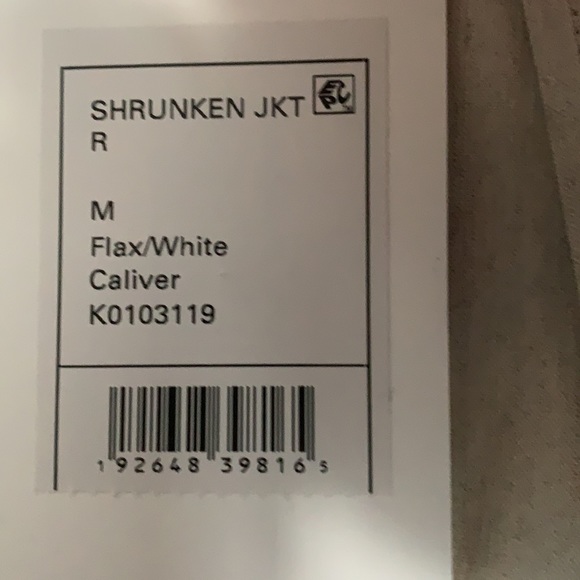 SHRUNKEN JKT
R
M
Flax/White
Caliver
K0103119
1 92648 39816 5